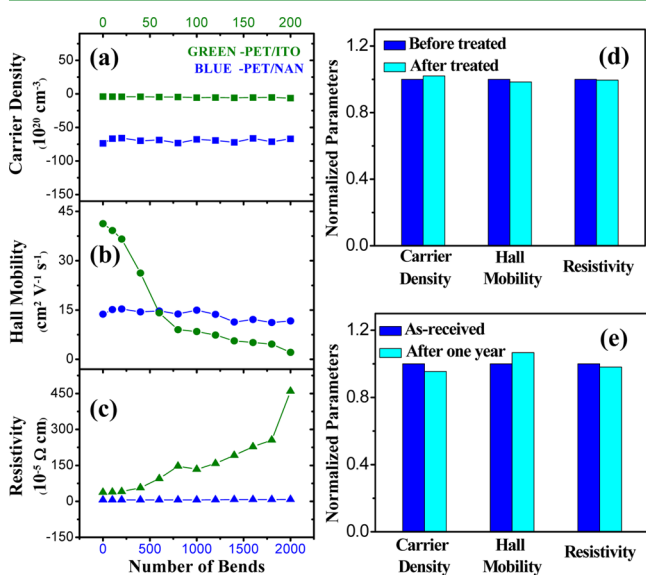 0 50 100 150 200
(a)
GREEN -PET/ITO
BLUE -PET/NAN
Carrier Density
(10²⁰ cm⁻³)
100
50
0
-50
-100
-150
(b)
Hall Mobility
(cm² V⁻¹ s⁻¹)
45
30
15
0
(c)
Resistivity
(10⁻⁵ Ω cm)
450
300
150
0
-150
0 500 1000 1500 2000
Number of Bends
(d)
Before treated
After treated
Normalized Parameters
1.2
0.8
0.4
0.0
Carrier
Density
Hall
Mobility
Resistivity
(e)
As-received
After one year
Normalized Parameters
1.2
0.8
0.4
0.0
Carrier
Density
Hall
Mobility
Resistivity